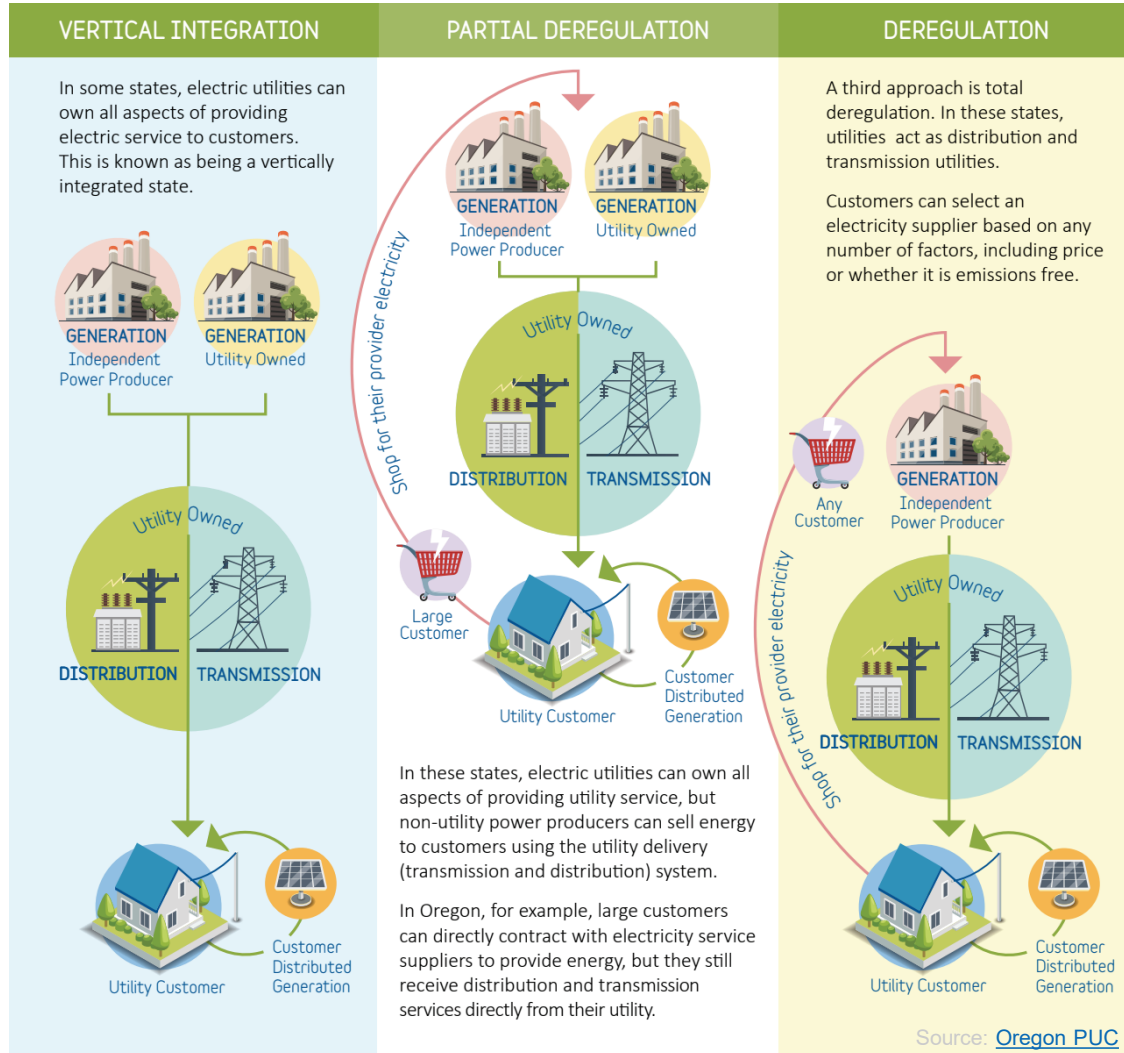 VERTICAL INTEGRATION
In some states, electric utilities can
own all aspects of providing
electric service to customers.
This is known as being a vertically
integrated state.
GENERATION
Independent
Power Producer
GENERATION
Utility Owned
Utility Owned
DISTRIBUTION
TRANSMISSION
Utility Customer
Customer
Distributed
Generation
PARTIAL DEREGULATION
GENERATION
Independent
Power Producer
GENERATION
Utility Owned
Shop for their provider electricity
Utility Owned
DISTRIBUTION
TRANSMISSION
Large
Customer
Utility Customer
Customer
Distributed
Generation
In these states, electric utilities can own all
aspects of providing utility service, but
non-utility power producers can sell energy
to customers using the utility delivery
(transmission and distribution) system.
In Oregon, for example, large customers
can directly contract with electricity service
suppliers to provide energy, but they still
receive distribution and transmission
services directly from their utility.
DEREGULATION
A third approach is total
deregulation. In these states,
utilities act as distribution and
transmission utilities.
Customers can select an
electricity supplier based on any
number of factors, including price
or whether it is emissions free.
Any
Customer
GENERATION
Independent
Power Producer
Shop for their provider electricity
Utility Owned
DISTRIBUTION
TRANSMISSION
Utility Customer
Customer
Distributed
Generation
Source: Oregon PUC